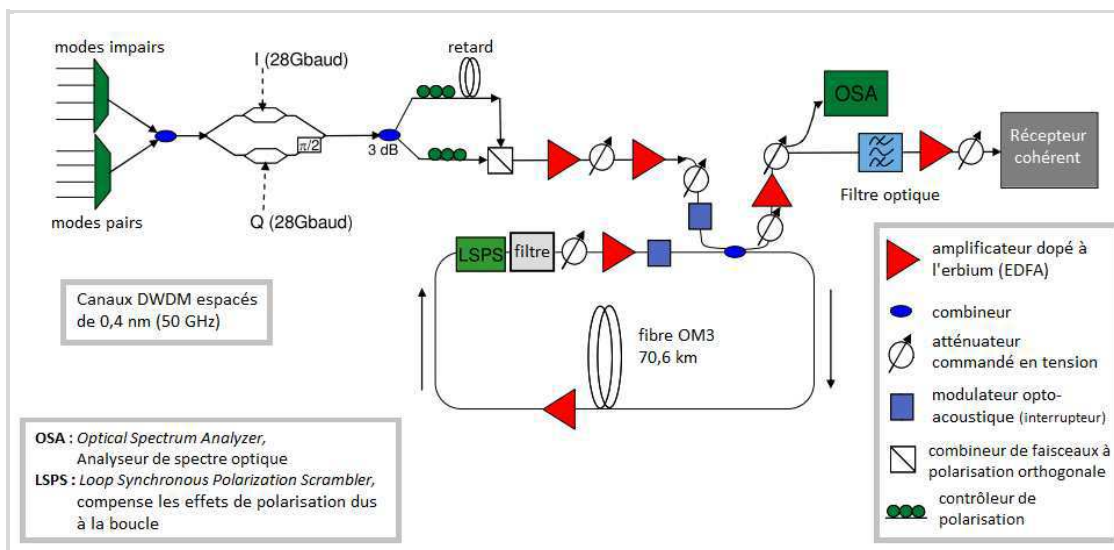 modes impairs
I (28Gbaud)
π/2
Q (28Gbaud)
modes pairs
retard
3 dB
OSA
Filtre optique
Récepteur
cohérent
LSPS
filtre
fibre OM3
70,6 km
Canaux DWDM espacés
de 0,4 nm (50 GHz)
OSA : Optical Spectrum Analyzer,
Analyseur de spectre optique
LSPS : Loop Synchronous Polarization Scrambler,
compense les effets de polarisation dus
à la boucle
amplificateur dopé à
l'erbium (EDFA)
combineur
atténuateur
commandé en tension
modulateur opto-
acoustique (interrupteur)
combineur de faisceaux à
polarisation orthogonale
contrôleur de
polarisation